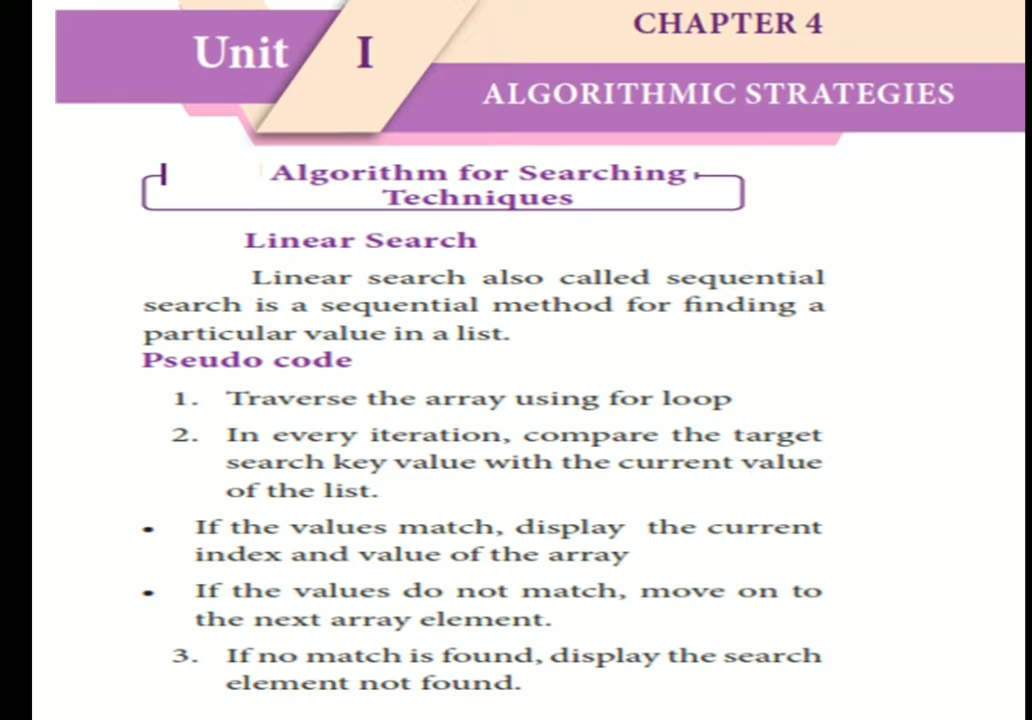 Unit I
CHAPTER 4
ALGORITHMIC STRATEGIES
Algorithm for Searching
Techniques
Linear Search
Linear search also called sequential
search is a sequential method for finding a
particular value in a list.
Pseudo code
1. Traverse the array using for loop
2. In every iteration, compare the target
search key value with the current value
of the list.
• If the values match, display the current
index and value of the array
• If the values do not match, move on to
the next array element.
3. If no match is found, display the search
element not found.